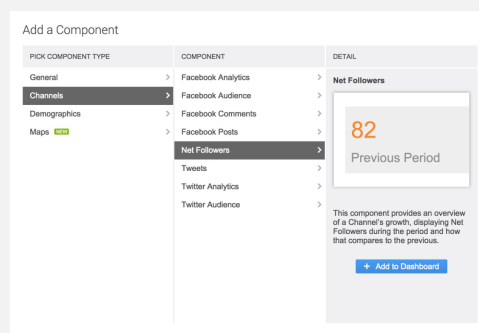 Add a Component
PICK COMPONENT TYPE
General
Channels
Demographics
Maps NEW
COMPONENT
Facebook Analytics
Facebook Audience
Facebook Comments
Facebook Posts
Net Followers
Tweets
Twitter Analytics
Twitter Audience
DETAIL
Net Followers
82
Previous Period
This component provides an overview
of a Channel's growth, displaying Net
Followers during the period and how
that compares to the previous.
+ Add to Dashboard